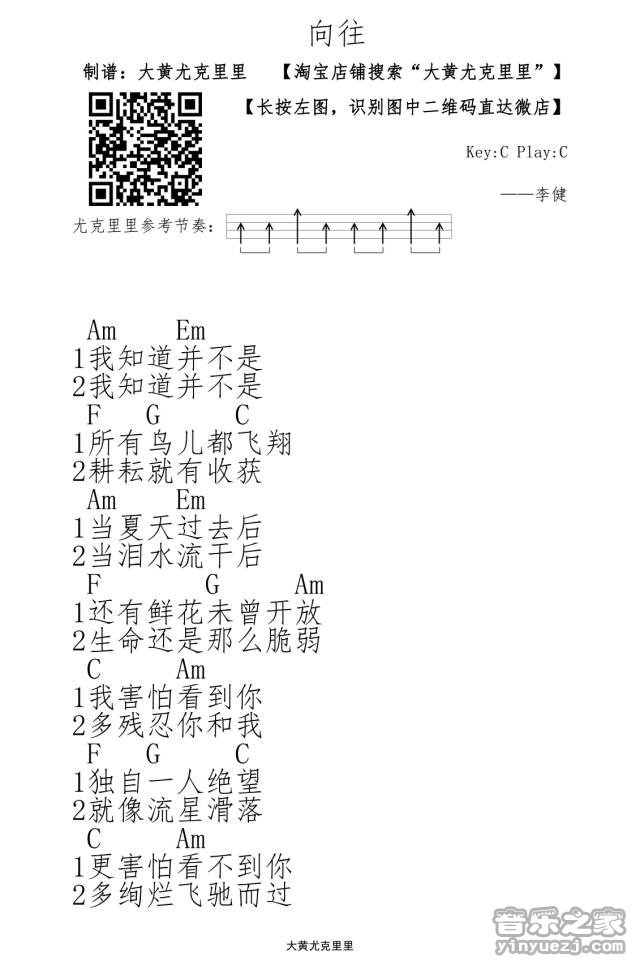 向往
制谱：大黄尤克里里 【淘宝店铺搜索“大黄尤克里里”】
【长按左图，识别图中二维码直达微店】
Key:C Play:C
——李健
尤克里里参考节奏：
Am Em
1我知道并不是
2我知道并不是
F G C
1所有鸟儿都飞翔
2耕耘就有收获
Am Em
1当夏天过去后
2当泪水流干后
F G Am
1还有鲜花未曾开放
2生命还是那么脆弱
C Am
1我害怕看到你
2多残忍你和我
F G C
1独自一人绝望
2就像流星滑落
C Am
1更害怕看不到你
2多绚烂飞驰而过
大黄尤克里里
音乐之家
yinyuezj.com